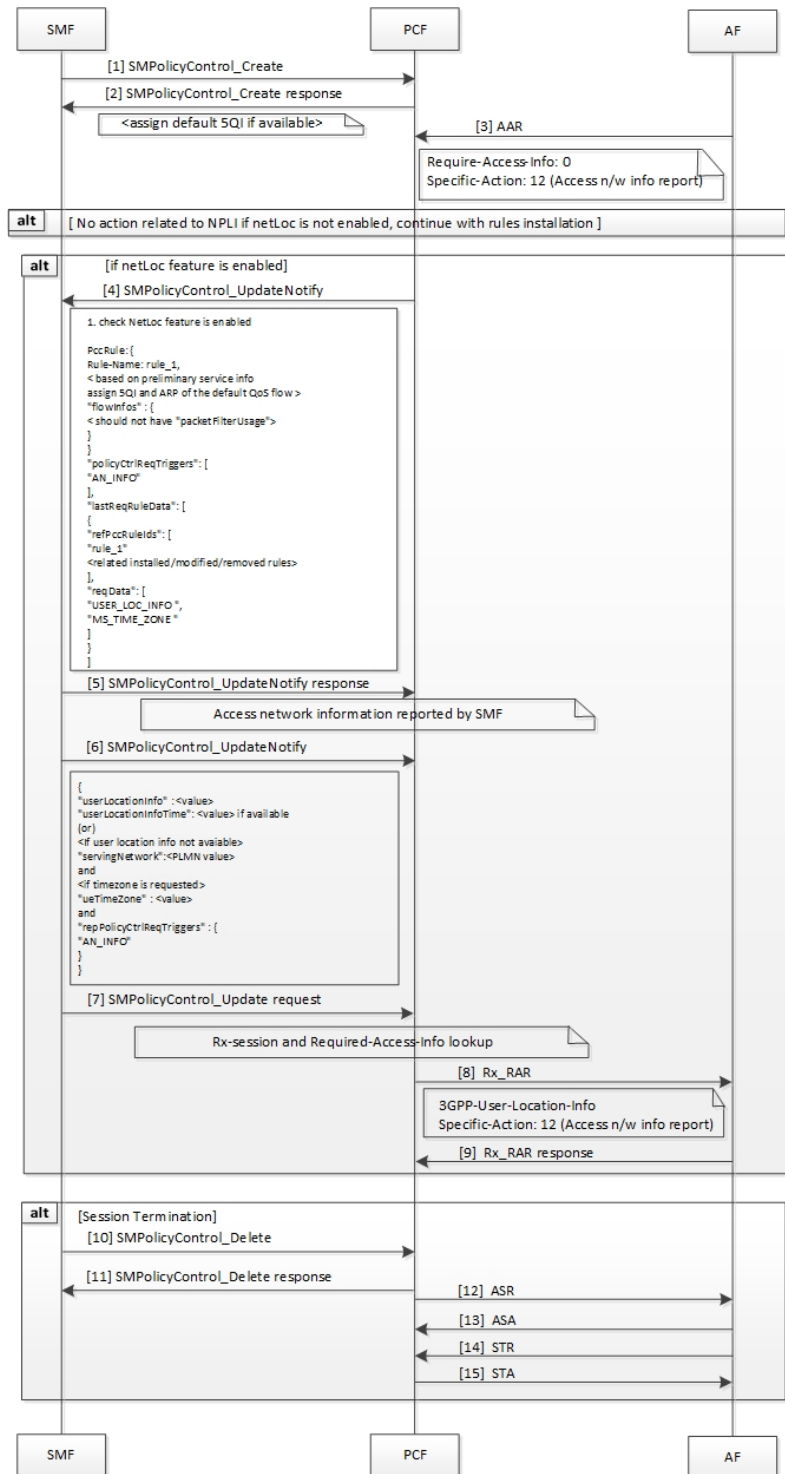 SMF
PCF
AF
[1] SMPolicyControl_Create
[2] SMPolicyControl_Create response
<assign default 5QI if available>
[3] AAR
Require-Access-Info: 0
Specific-Action: 12 (Access n/w info report)
alt
[ No action related to NPLI if netLoc is not enabled, continue with rules installation ]
alt
[if netLoc feature is enabled]
[4] SMPolicyControl_UpdateNotify
1. check NetLoc feature is enabled
PccRule: {
Rule-Name: rule_1,
< based on preliminary service info
assign 5QI and ARP of the default QoS flow >
"flowInfos" : {
< should not have "packetFilterUsage">
}
}
"policyCtrlReqTriggers": [
"AN_INFO"
],
"lastReqRuleData": [
{
"refPccRuleIds": [
"rule_1"
<related installed/modified/removed rules>
],
"reqData": [
"USER_LOC_INFO ",
"MS_TIME_ZONE "
]
}
]
[5] SMPolicyControl_UpdateNotify response
Access network information reported by SMF
[6] SMPolicyControl_UpdateNotify
{
"userLocationInfo" :<value>
"userLocationInfoTime": <value> if available
(or)
<If user location info not avaiable>
"servingNetwork":<PLMN value>
and
<if timezone is requested>
"ueTimeZone" : <value>
and
"repPolicyCtrlReqTriggers" : {
"AN_INFO"
}
}
[7] SMPolicyControl_Update request
Rx-session and Required-Access-Info lookup
[8] Rx_RAR
3GPP-User-Location-Info
Specific-Action: 12 (Access n/w info report)
[9] Rx_RAR response
alt
[Session Termination]
[10] SMPolicyControl_Delete
[11] SMPolicyControl_Delete response
[12] ASR
[13] ASA
[14] STR
[15] STA
SMF
PCF
AF